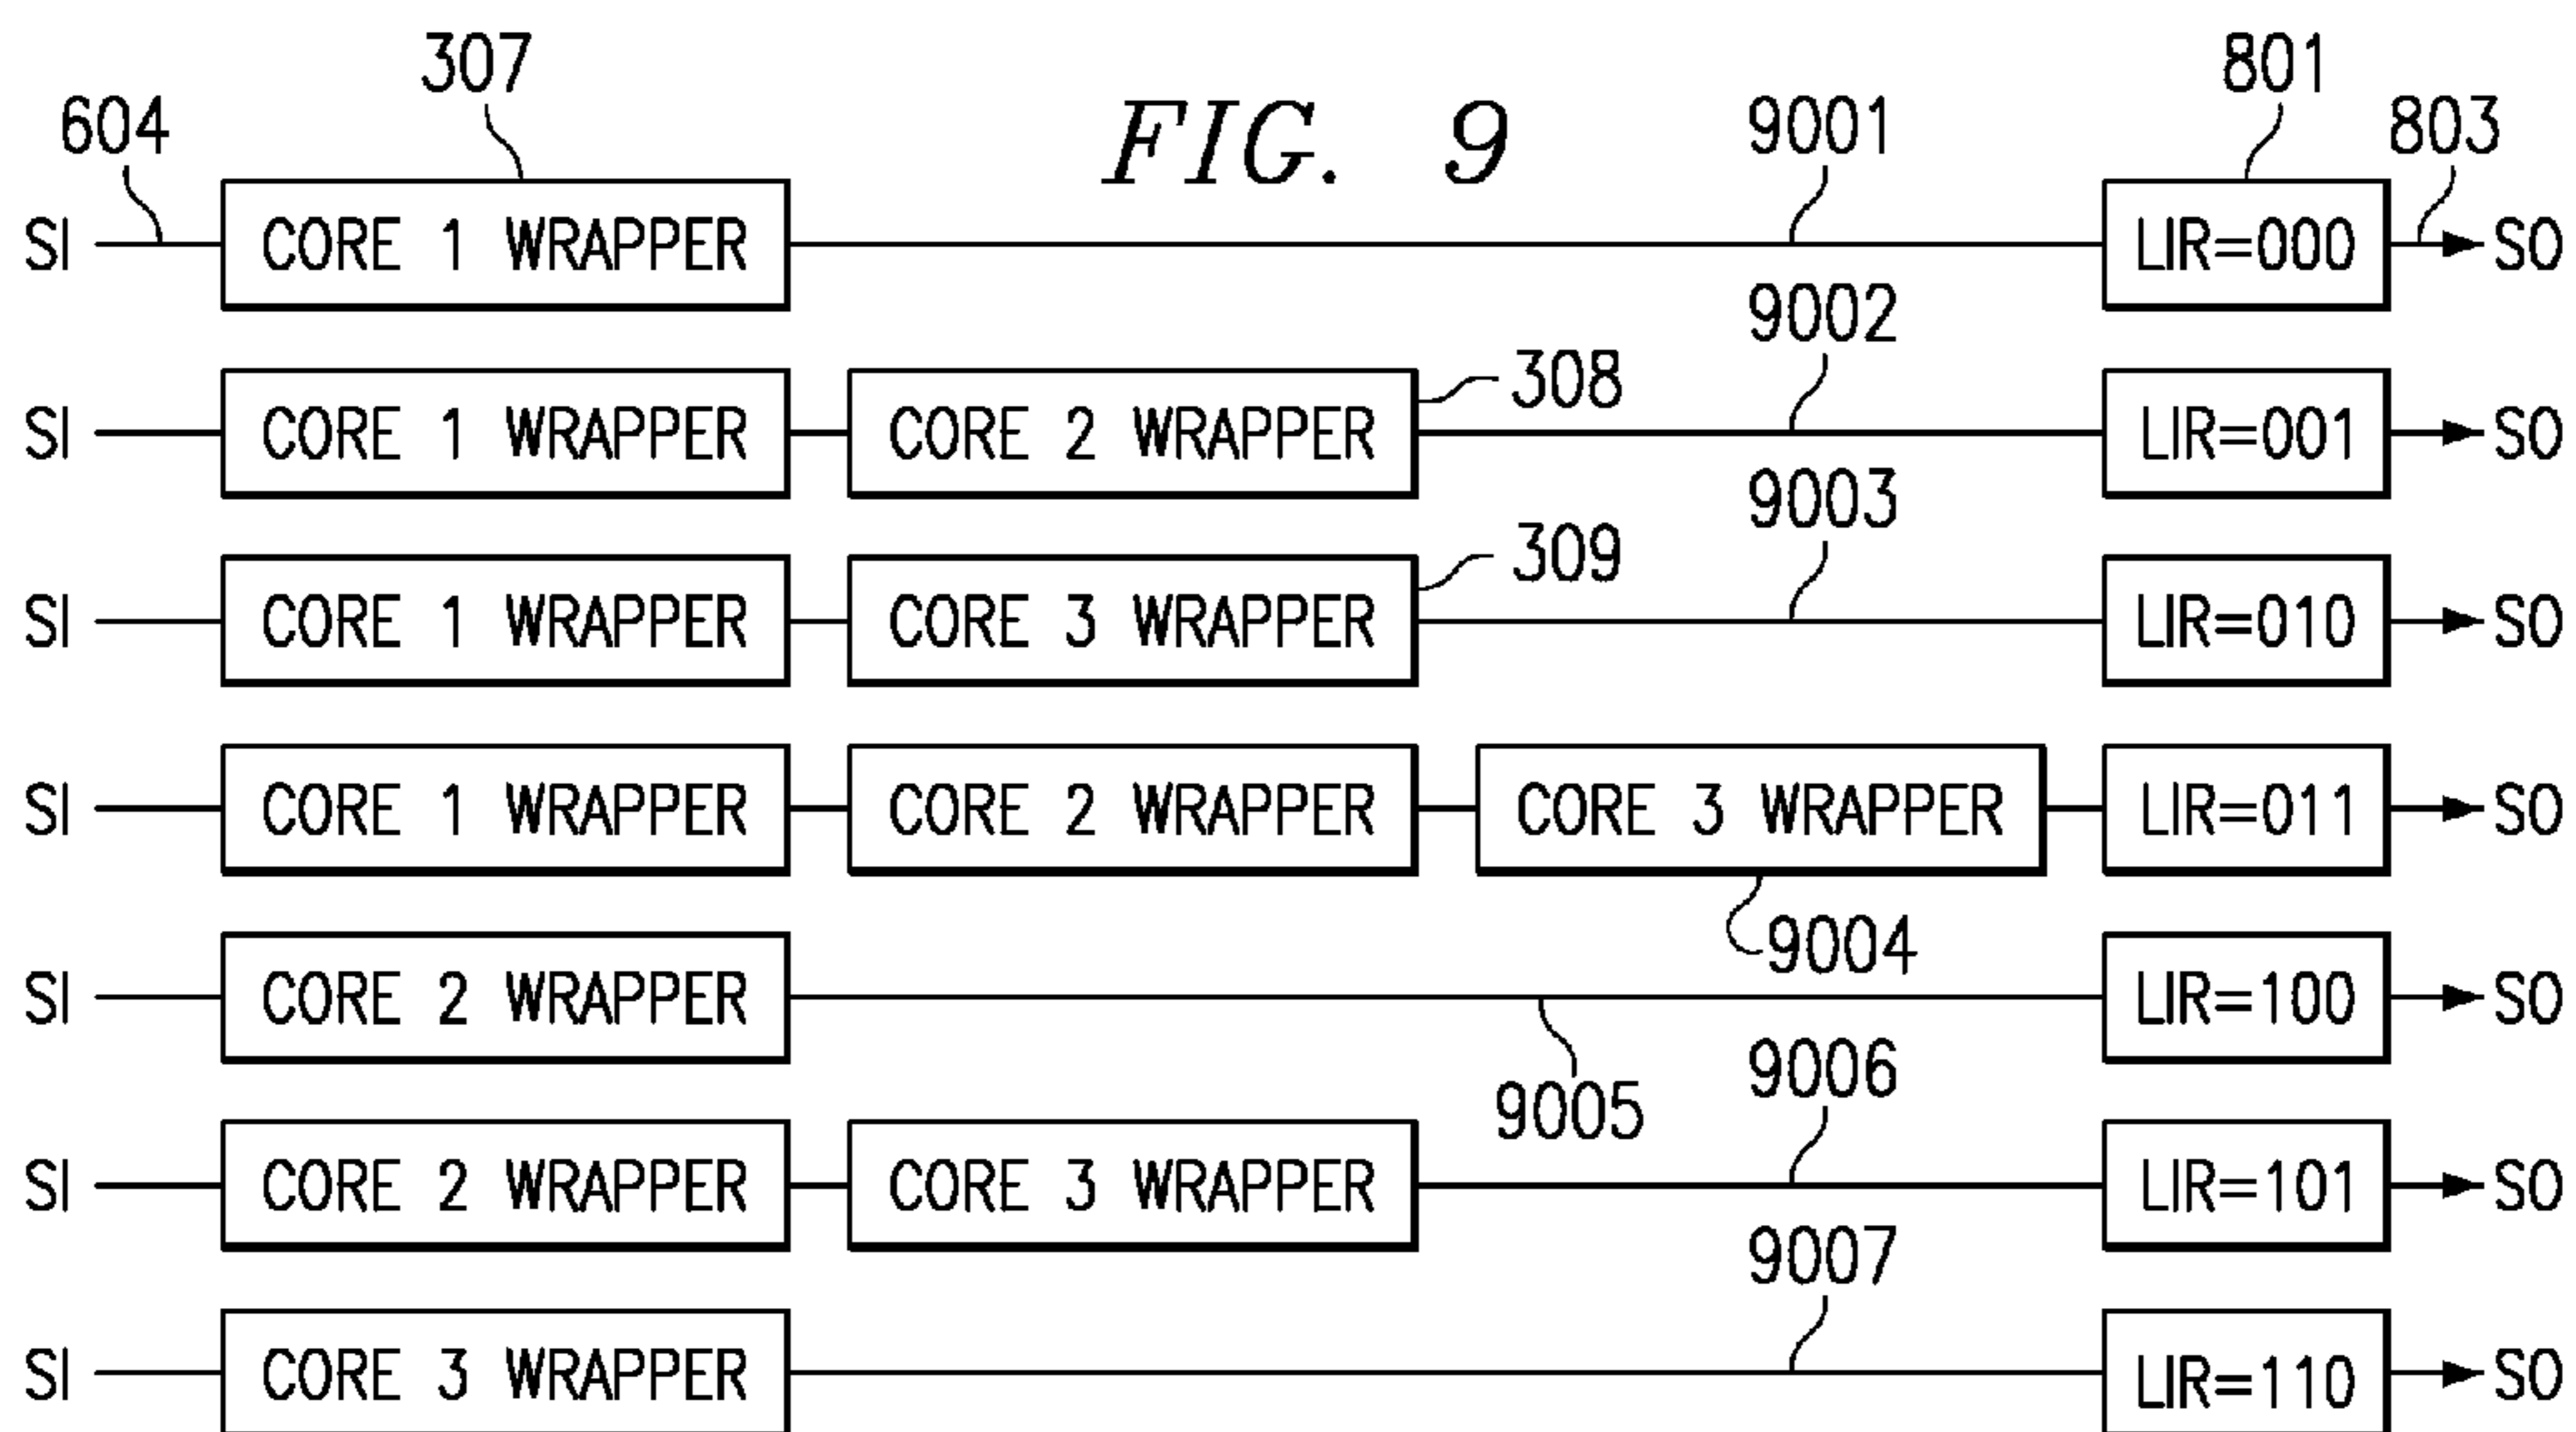 307
801
604
FIG. 9
9001
803
SI CORE 1 WRAPPER LIR=000 SO
9002
308
SI CORE 1 WRAPPER CORE 2 WRAPPER LIR=001 SO
9003
309
SI CORE 1 WRAPPER CORE 3 WRAPPER LIR=010 SO
SI CORE 1 WRAPPER CORE 2 WRAPPER CORE 3 WRAPPER LIR=011 SO
9004
SI CORE 2 WRAPPER LIR=100 SO
9006
9005
SI CORE 2 WRAPPER CORE 3 WRAPPER LIR=101 SO
9007
SI CORE 3 WRAPPER LIR=110 SO